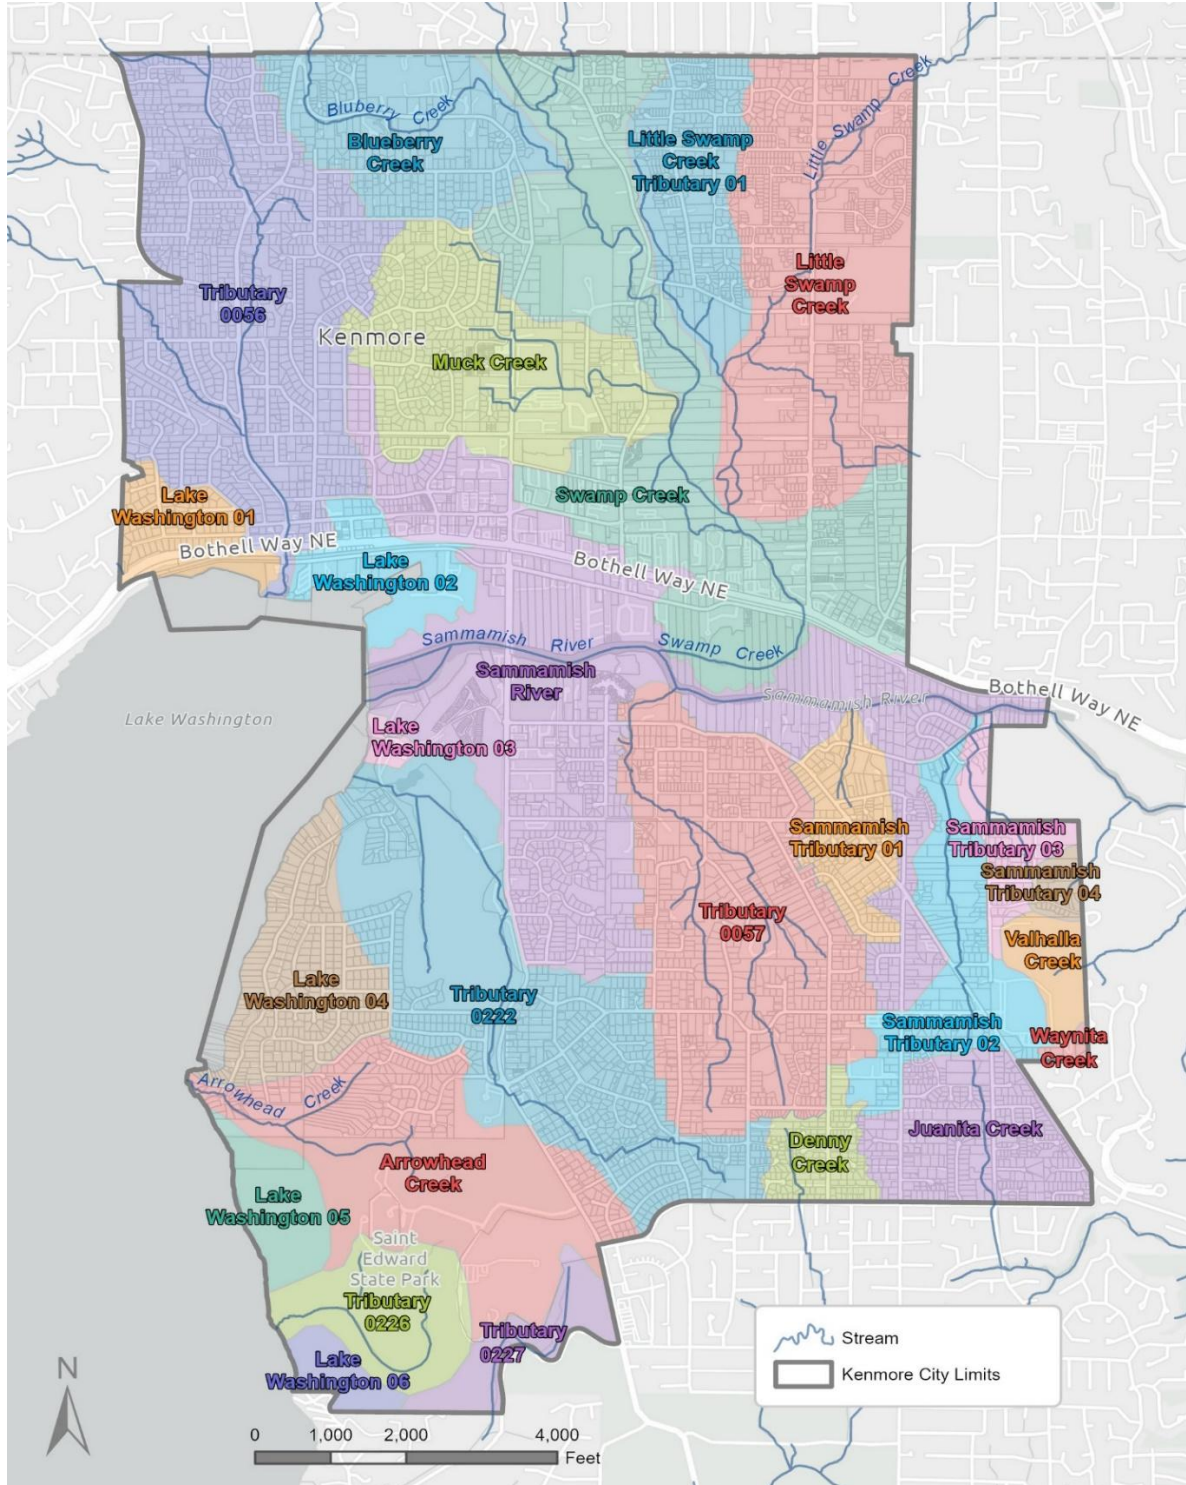 Bluberry Creek
Blueberry
Creek
Little Swamp
Creek
Tributary 01
Little Swamp Creek
Little
Swamp
Creek
Tributary
0056
Kenmore
Muck Creek
Swamp Creek
Lake
Washington 01
Bothell Way NE
Lake
Washington 02
Bothell Way NE
Sammamish River
Swamp Creek
Sammamish
River
Sammamish River
Bothell Way NE
Lake Washington
Lake
Washington 03
Sammamish
Tributary 01
Sammamish
Tributary 03
Sammamish
Tributary 04
Tributary
0057
Valhalla
Creek
Lake
Washington 04
Tributary
0222
Sammamish
Tributary 02
Waynita
Creek
Arrowhead Creek
Juanita Creek
Denny
Creek
Arrowhead
Creek
Lake
Washington 05
Saint
Edward
State Park
Tributary
0226
Tributary
0227
Lake
Washington 06
Stream
Kenmore City Limits
N
0 1,000 2,000 4,000
Feet